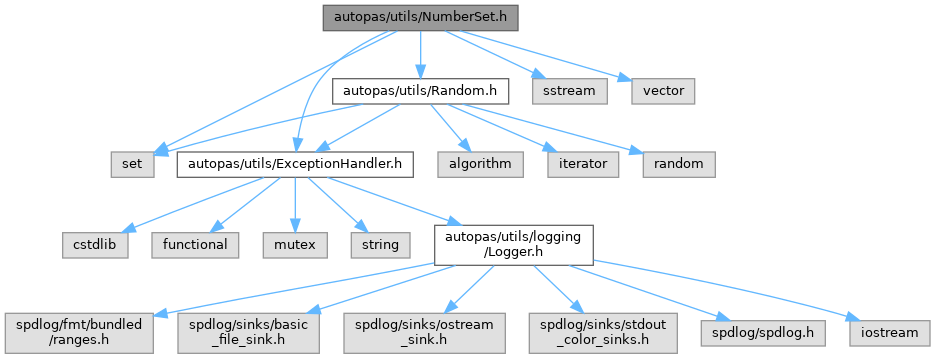 autopas/utils/NumberSet.h
autopas/utils/Random.h
sstream
vector
set
autopas/utils/ExceptionHandler.h
algorithm
iterator
random
cstdlib
functional
mutex
string
autopas/utils/logging
/Logger.h
spdlog/fmt/bundled
/ranges.h
spdlog/sinks/basic
_file_sink.h
spdlog/sinks/ostream
_sink.h
spdlog/sinks/stdout
_color_sinks.h
spdlog/spdlog.h
iostream